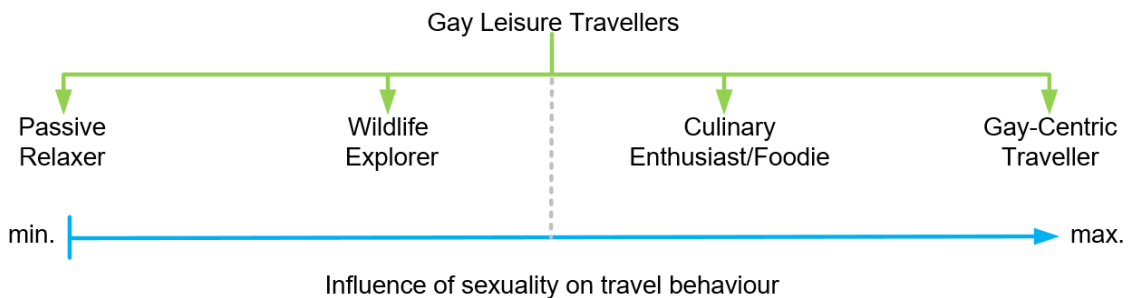 Gay Leisure Travellers
Passive
Relaxer
Wildlife
Explorer
Culinary
Enthusiast/Foodie
Gay-Centric
Traveller
min.
max.
Influence of sexuality on travel behaviour